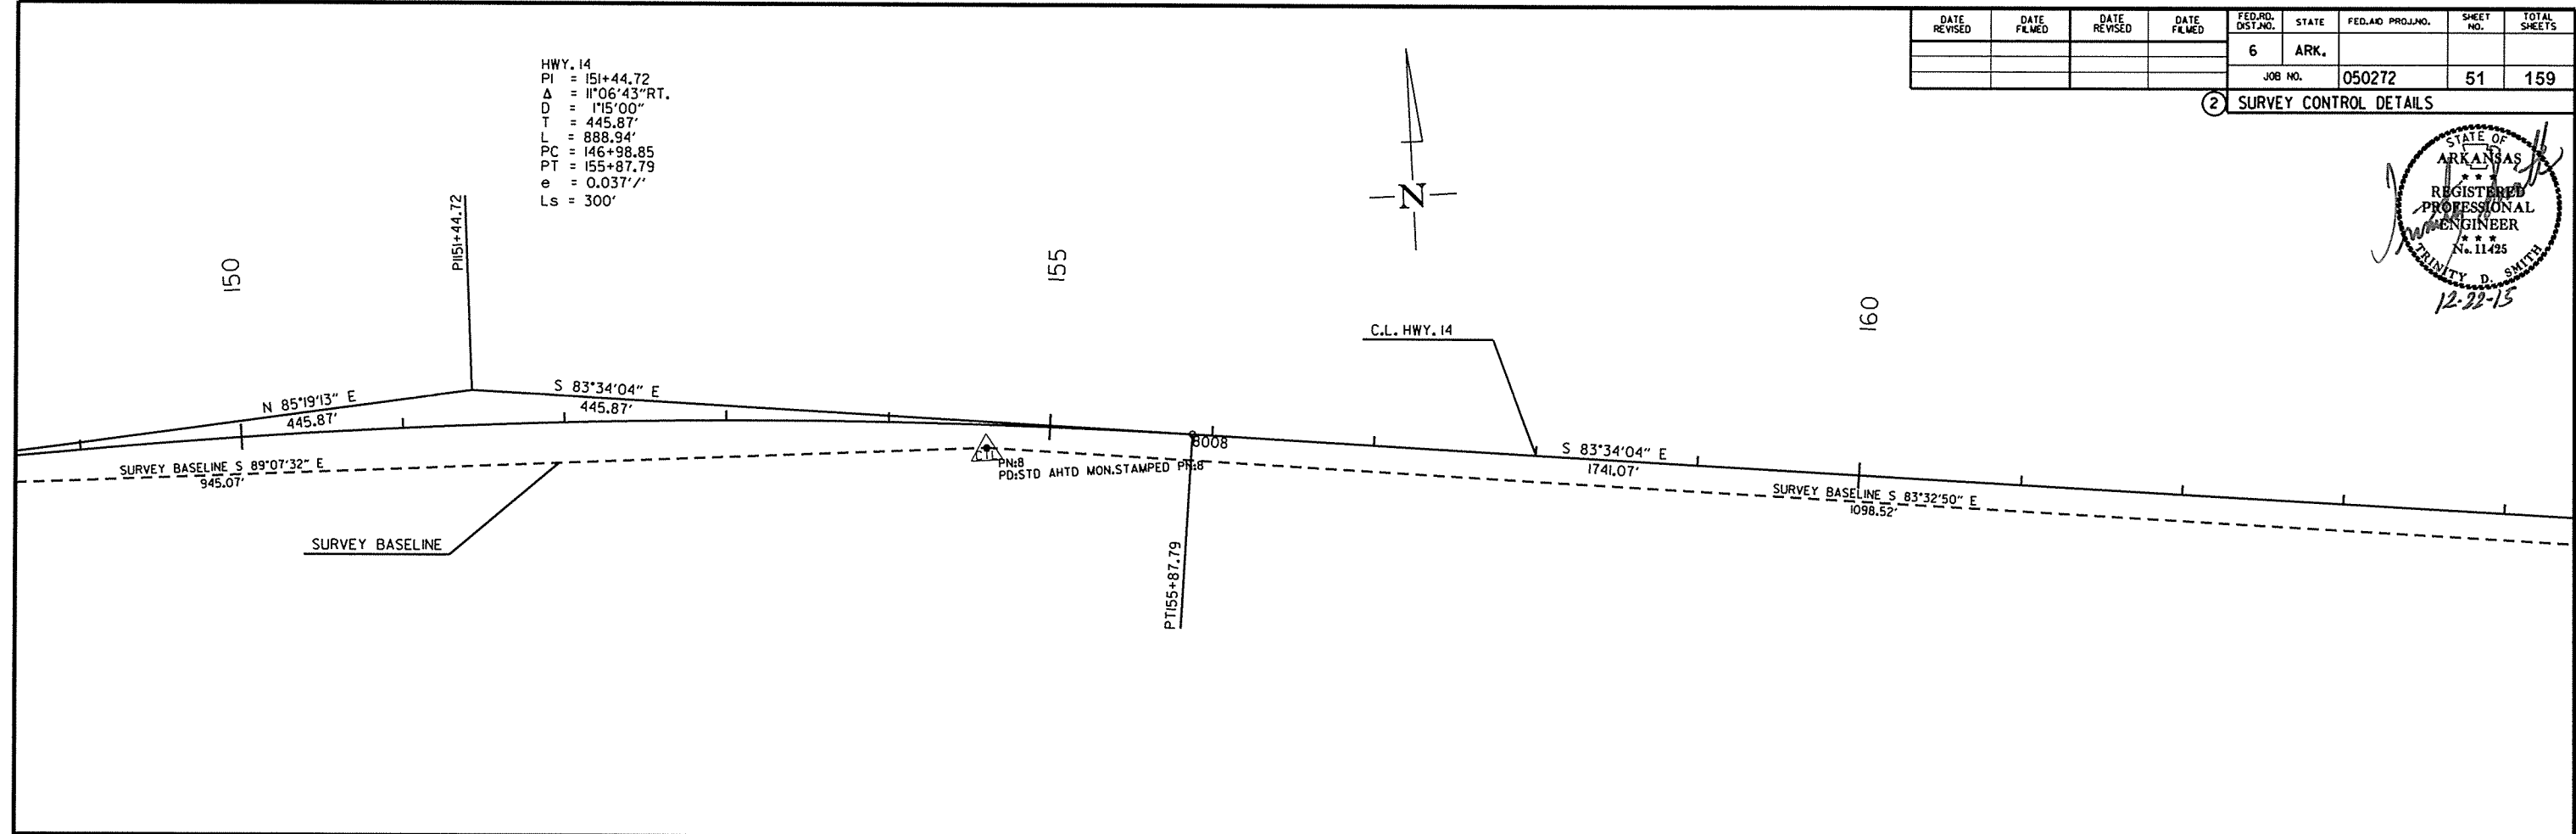 DATE REVISED
DATE FILMED
DATE REVISED
DATE FILMED
FED.RD. DIST.NO.
STATE
FED.AID PROJ.NO.
SHEET NO.
TOTAL SHEETS
6
ARK.
JOB NO.
050272
51
159
2 SURVEY CONTROL DETAILS
STATE OF
ARKANSAS
★ ★ ★
REGISTERED
PROFESSIONAL
ENGINEER
★ ★ ★
No. 11425
TRINITY D. SMITH
12-22-15
HWY. 14
PI = 151+44.72
Δ = 11°06'43"RT.
D = 1°15'00"
T = 445.87'
L = 888.94'
PC = 146+98.85
PT = 155+87.79
e = 0.037'/'
Ls = 300'
N
150
PI151+44.72
155
160
C.L. HWY. 14
N 85°19'13" E
445.87'
S 83°34'04" E
445.87'
8008
S 83°34'04" E
1741.07'
SURVEY BASELINE S 89°07'32" E
945.07'
CTL
PN:8
PD:STD AHTD MON.STAMPED PN:8
SURVEY BASELINE S 83°32'50" E
1098.52'
SURVEY BASELINE
PT155+87.79